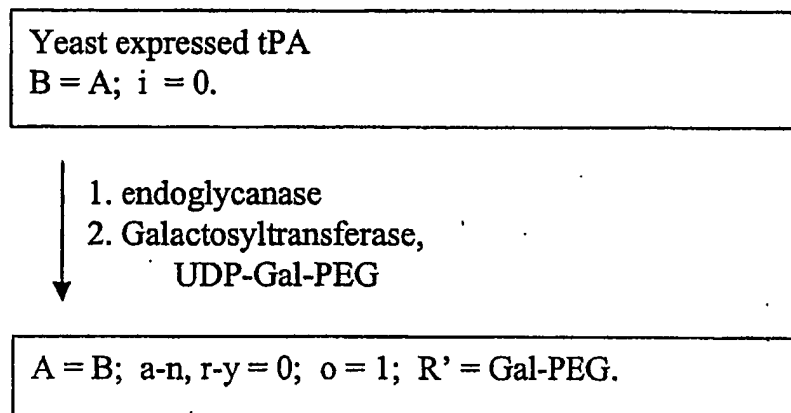 Yeast expressed tPA
B = A; i = 0.
1. endoglycanase
2. Galactosyltransferase,
UDP-Gal-PEG
A = B; a-n, r-y = 0; o = 1; R' = Gal-PEG.